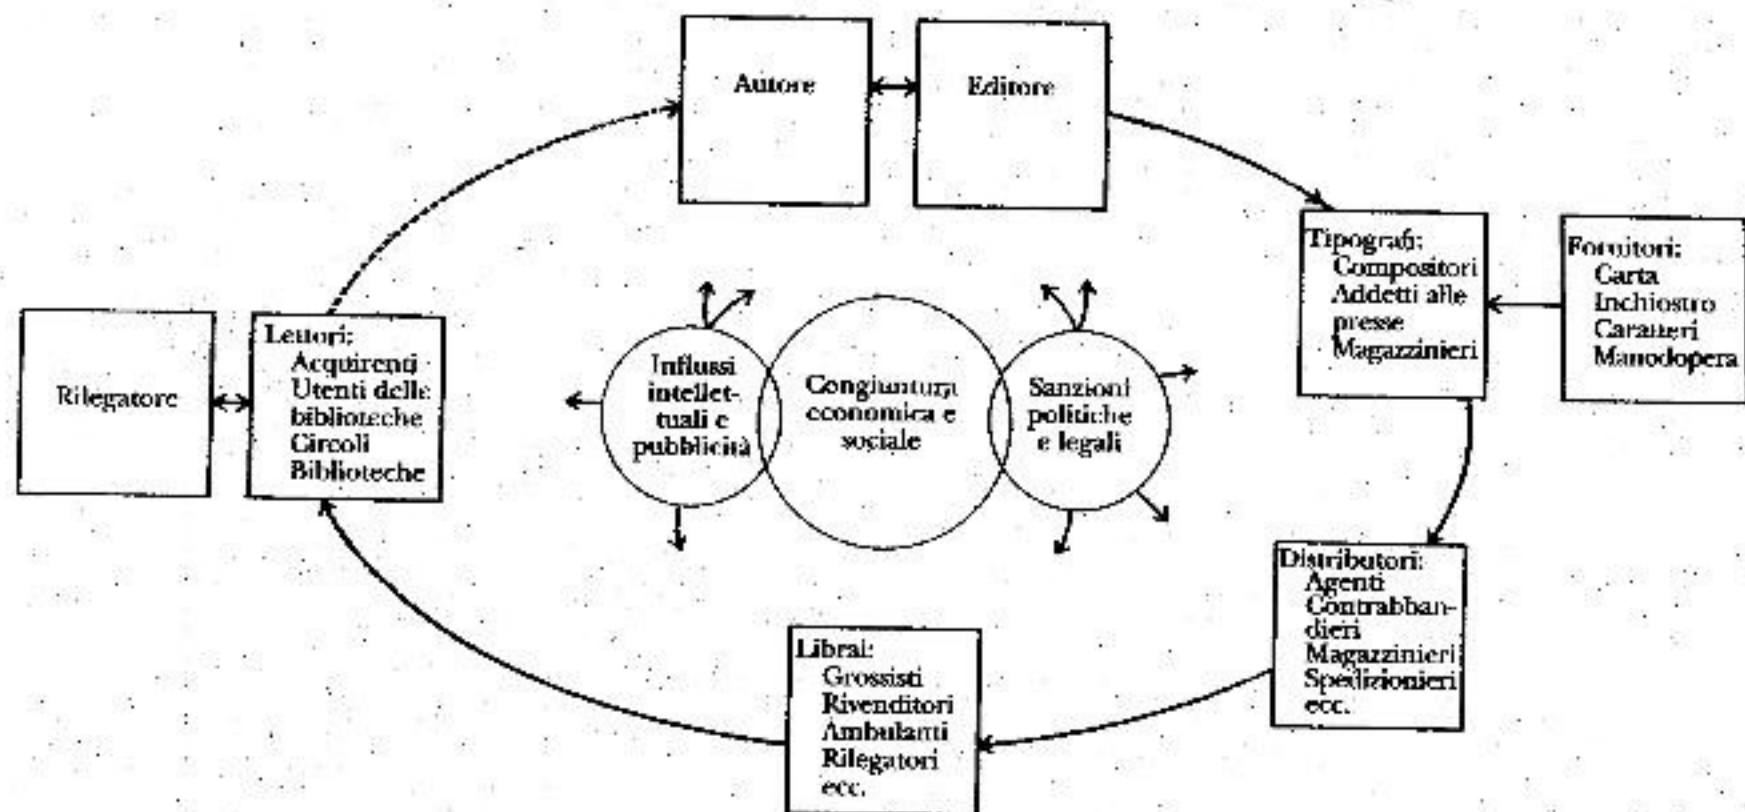 Autore
Editore
Tipografi:
Compositori
Addetti alle
presse
Magazzinieri
Fornitori:
Carta
Inchiostro
Caratteri
Manodopera
Rilegatore
Lettori:
Acquirenti
Utenti delle
biblioteche
Circoli
Biblioteche
Influssi
intellet-
tuali e
pubblicità
Congiuntura
economica e
sociale
Sanzioni
politiche
e legali
Distributori:
Agenti
Contrabban-
dieri
Magazzinieri
Spedizionieri
ecc.
Librai:
Grossisti
Rivenditori
Ambulanti
Rilegatori
ecc.